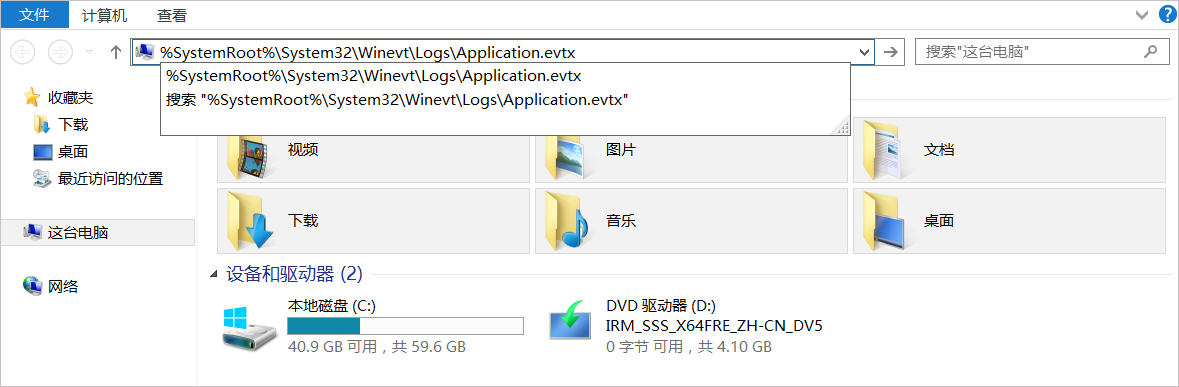 文件 计算机 查看
%SystemRoot%\System32\Winevt\Logs\Application.evtx
搜索"这台电脑"
%SystemRoot%\System32\Winevt\Logs\Application.evtx
搜索 "%SystemRoot%\System32\Winevt\Logs\Application.evtx"
收藏夹
下载
桌面
最近访问的位置
这台电脑
网络
视频
图片
文档
下载
音乐
桌面
设备和驱动器 (2)
本地磁盘 (C:)
40.9 GB 可用，共 59.6 GB
DVD 驱动器 (D:)
IRM_SSS_X64FRE_ZH-CN_DV5
0 字节 可用，共 4.10 GB